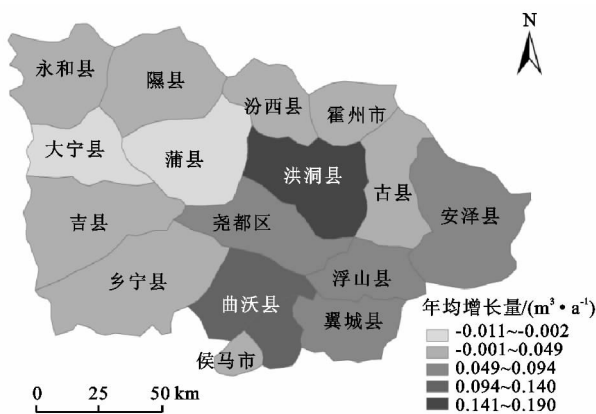 N
永和县
隰县
汾西县
霍州市
大宁县
蒲县
洪洞县
古县
吉县
尧都区
安泽县
乡宁县
浮山县
曲沃县
翼城县
侯马市
年均增长量/(m³·a⁻¹)
-0.011~-0.002
-0.001~0.049
0.049~0.094
0.094~0.140
0.141~0.190
0 25 50 km